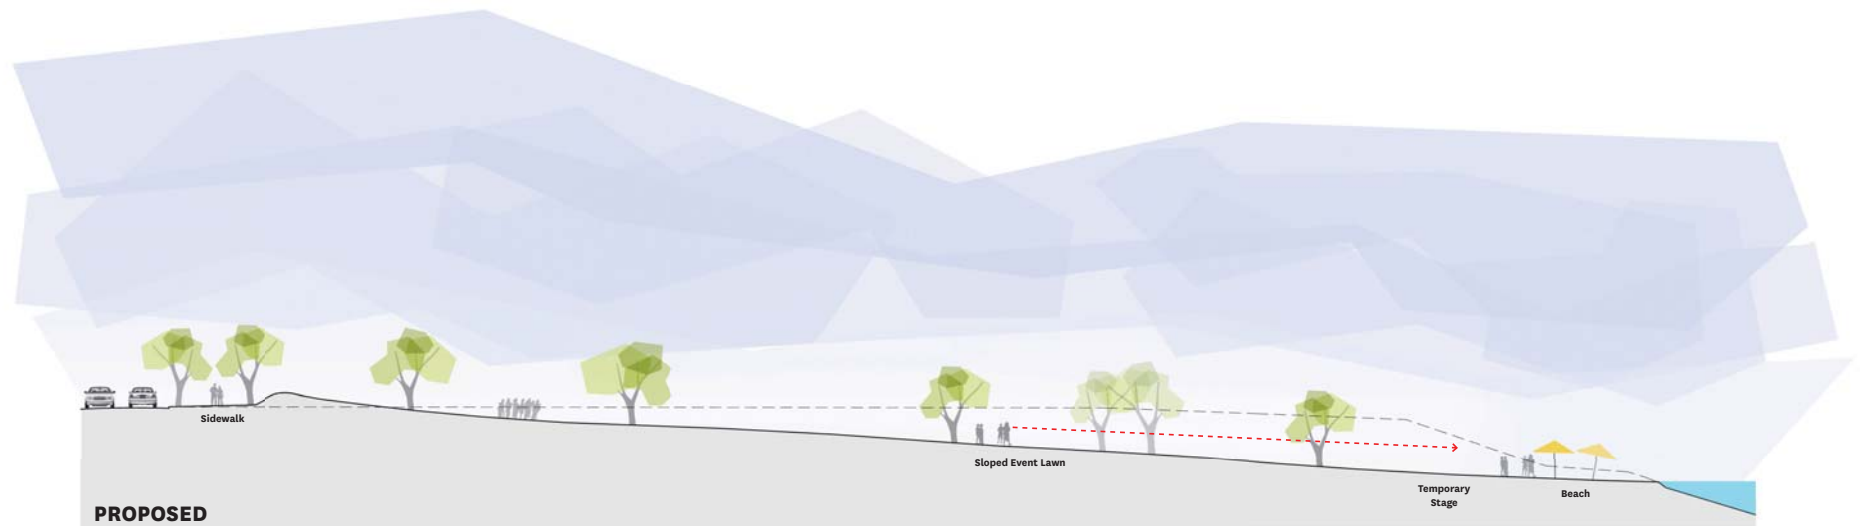 Sidewalk
Sloped Event Lawn
Temporary
Stage
Beach
PROPOSED